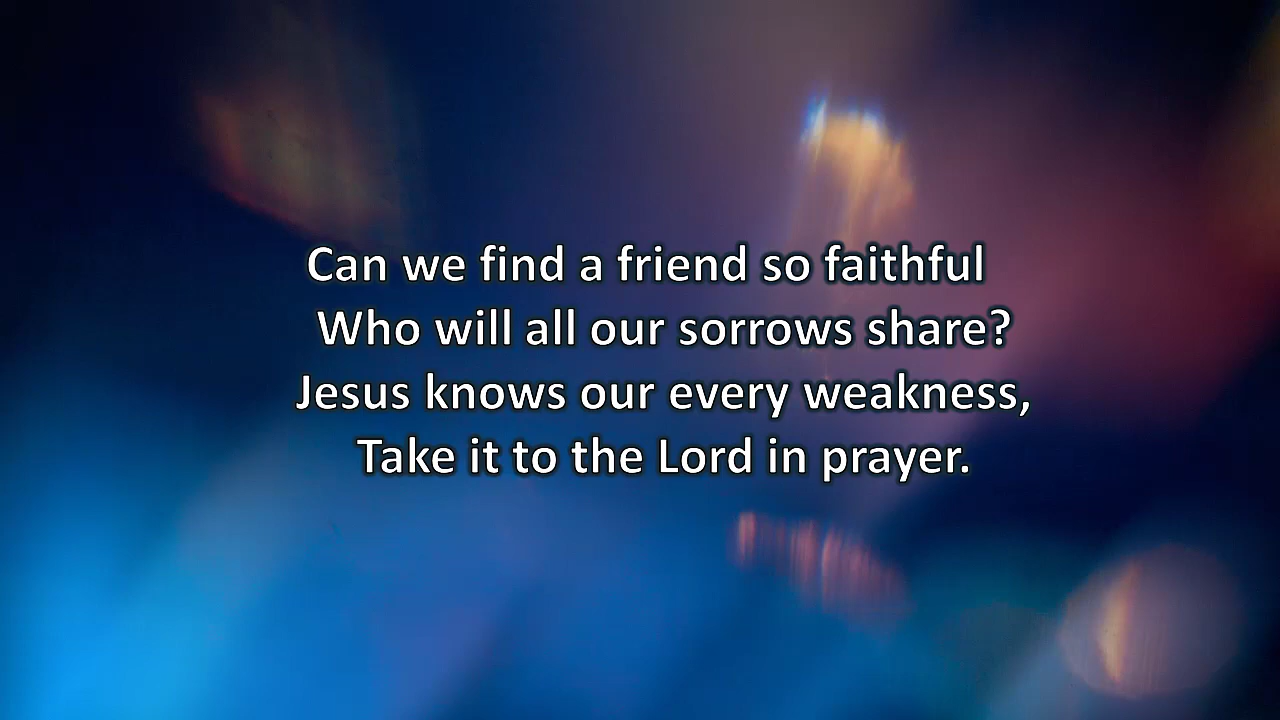 Can we find a friend so faithful
Who will all our sorrows share?
Jesus knows our every weakness,
Take it to the Lord in prayer.